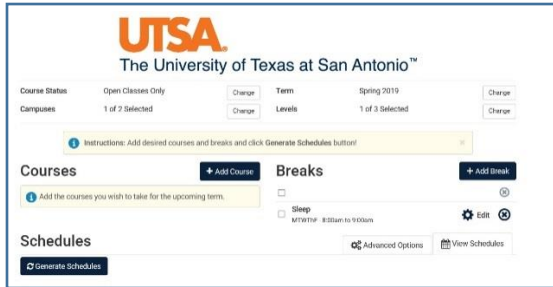 UTSA.
The University of Texas at San Antonio™
Course Status Open Classes Only Change Term Spring 2019 Change
Campuses 1 of 2 Selected Change Levels 1 of 3 Selected Change
Instructions: Add desired courses and breaks and click Generate Schedules button!
Courses + Add Course Breaks + Add Break
Add the courses you wish to take for the upcoming term.
Sleep
MTWThF - 8:00am to 9:00am Edit
Schedules Advanced Options View Schedules
Generate Schedules